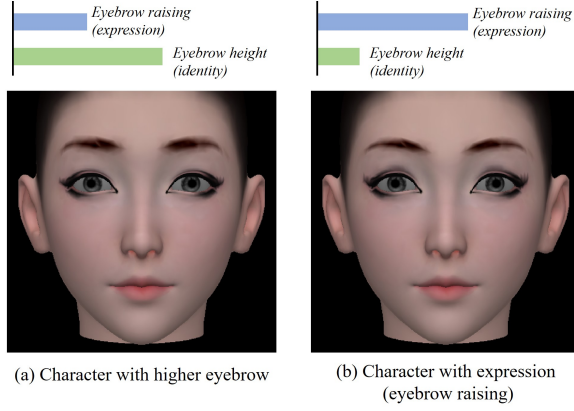 Eyebrow raising
(expression)
Eyebrow height
(identity)
Eyebrow raising
(expression)
Eyebrow height
(identity)
(a) Character with higher eyebrow
(b) Character with expression
(eyebrow raising)